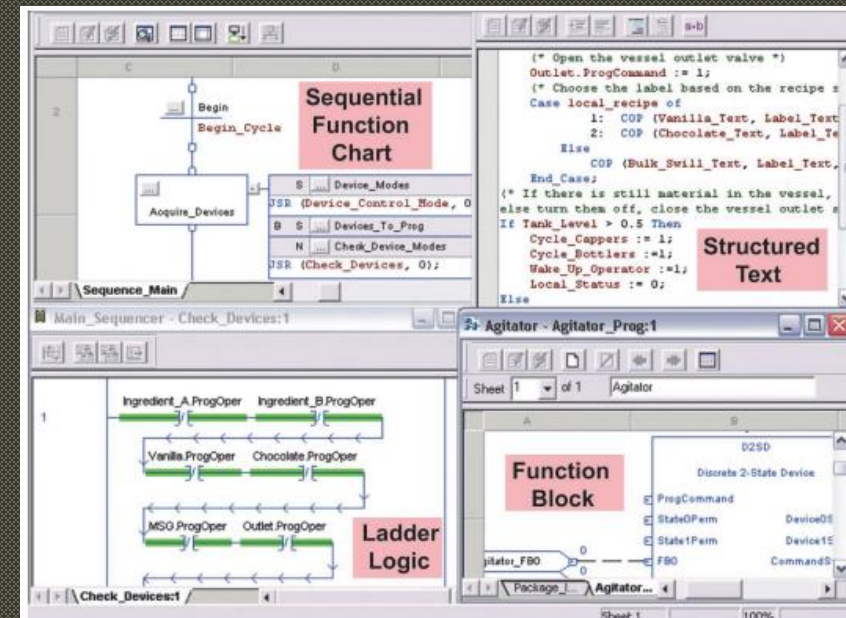 C
D
2
Begin
Begin_Cycle
Sequential
Function
Chart
...
Acquire_Devices
S ... Device_Modes
JSR (Device_Control_Mode, 0
B S ... Devices_To_Prog
N ... Check_Device_Modes
JSR (Check_Devices, 0);
Sequence_Main
a+b
(* Open the vessel outlet valve *)
Outlet.ProgCommand := 1;
(* Choose the label based on the recipe s
Case local_recipe of
1: COP (Vanilla_Text, Label_Text
2: COP (Chocolate_Text, Label_Te
Else
COP (Bulk_Swill_Text, Label_Text,
End_Case;
(* If there is still material in the vessel,
else turn them off, close the vessel outlet s
If Tank_Level > 0.5 Then
Cycle_Cappers := 1;
Cycle_Bottlers :=1;
Wake_Up_Operator :=1;
Local_Status := 0;
Else
Structured
Text
Main_Sequencer - Check_Devices:1
1
Ingredient_A.ProgOper Ingredient_B.ProgOper
Vanilla.ProgOper Chocolate.ProgOper
MSG.ProgOper Outlet.ProgOper
Ladder
Logic
Check_Devices:1
Agitator - Agitator_Prog:1
Sheet 1 of 1 Agitator
A
B
D2SD
Discrete 2-State Device
Function
Block
ProgCommand
State0Perm Device0S
State1Perm Device1S
FB0 CommandS
gitator_FB0
0
0
Package_ Agitator...
Sheet 1 100%